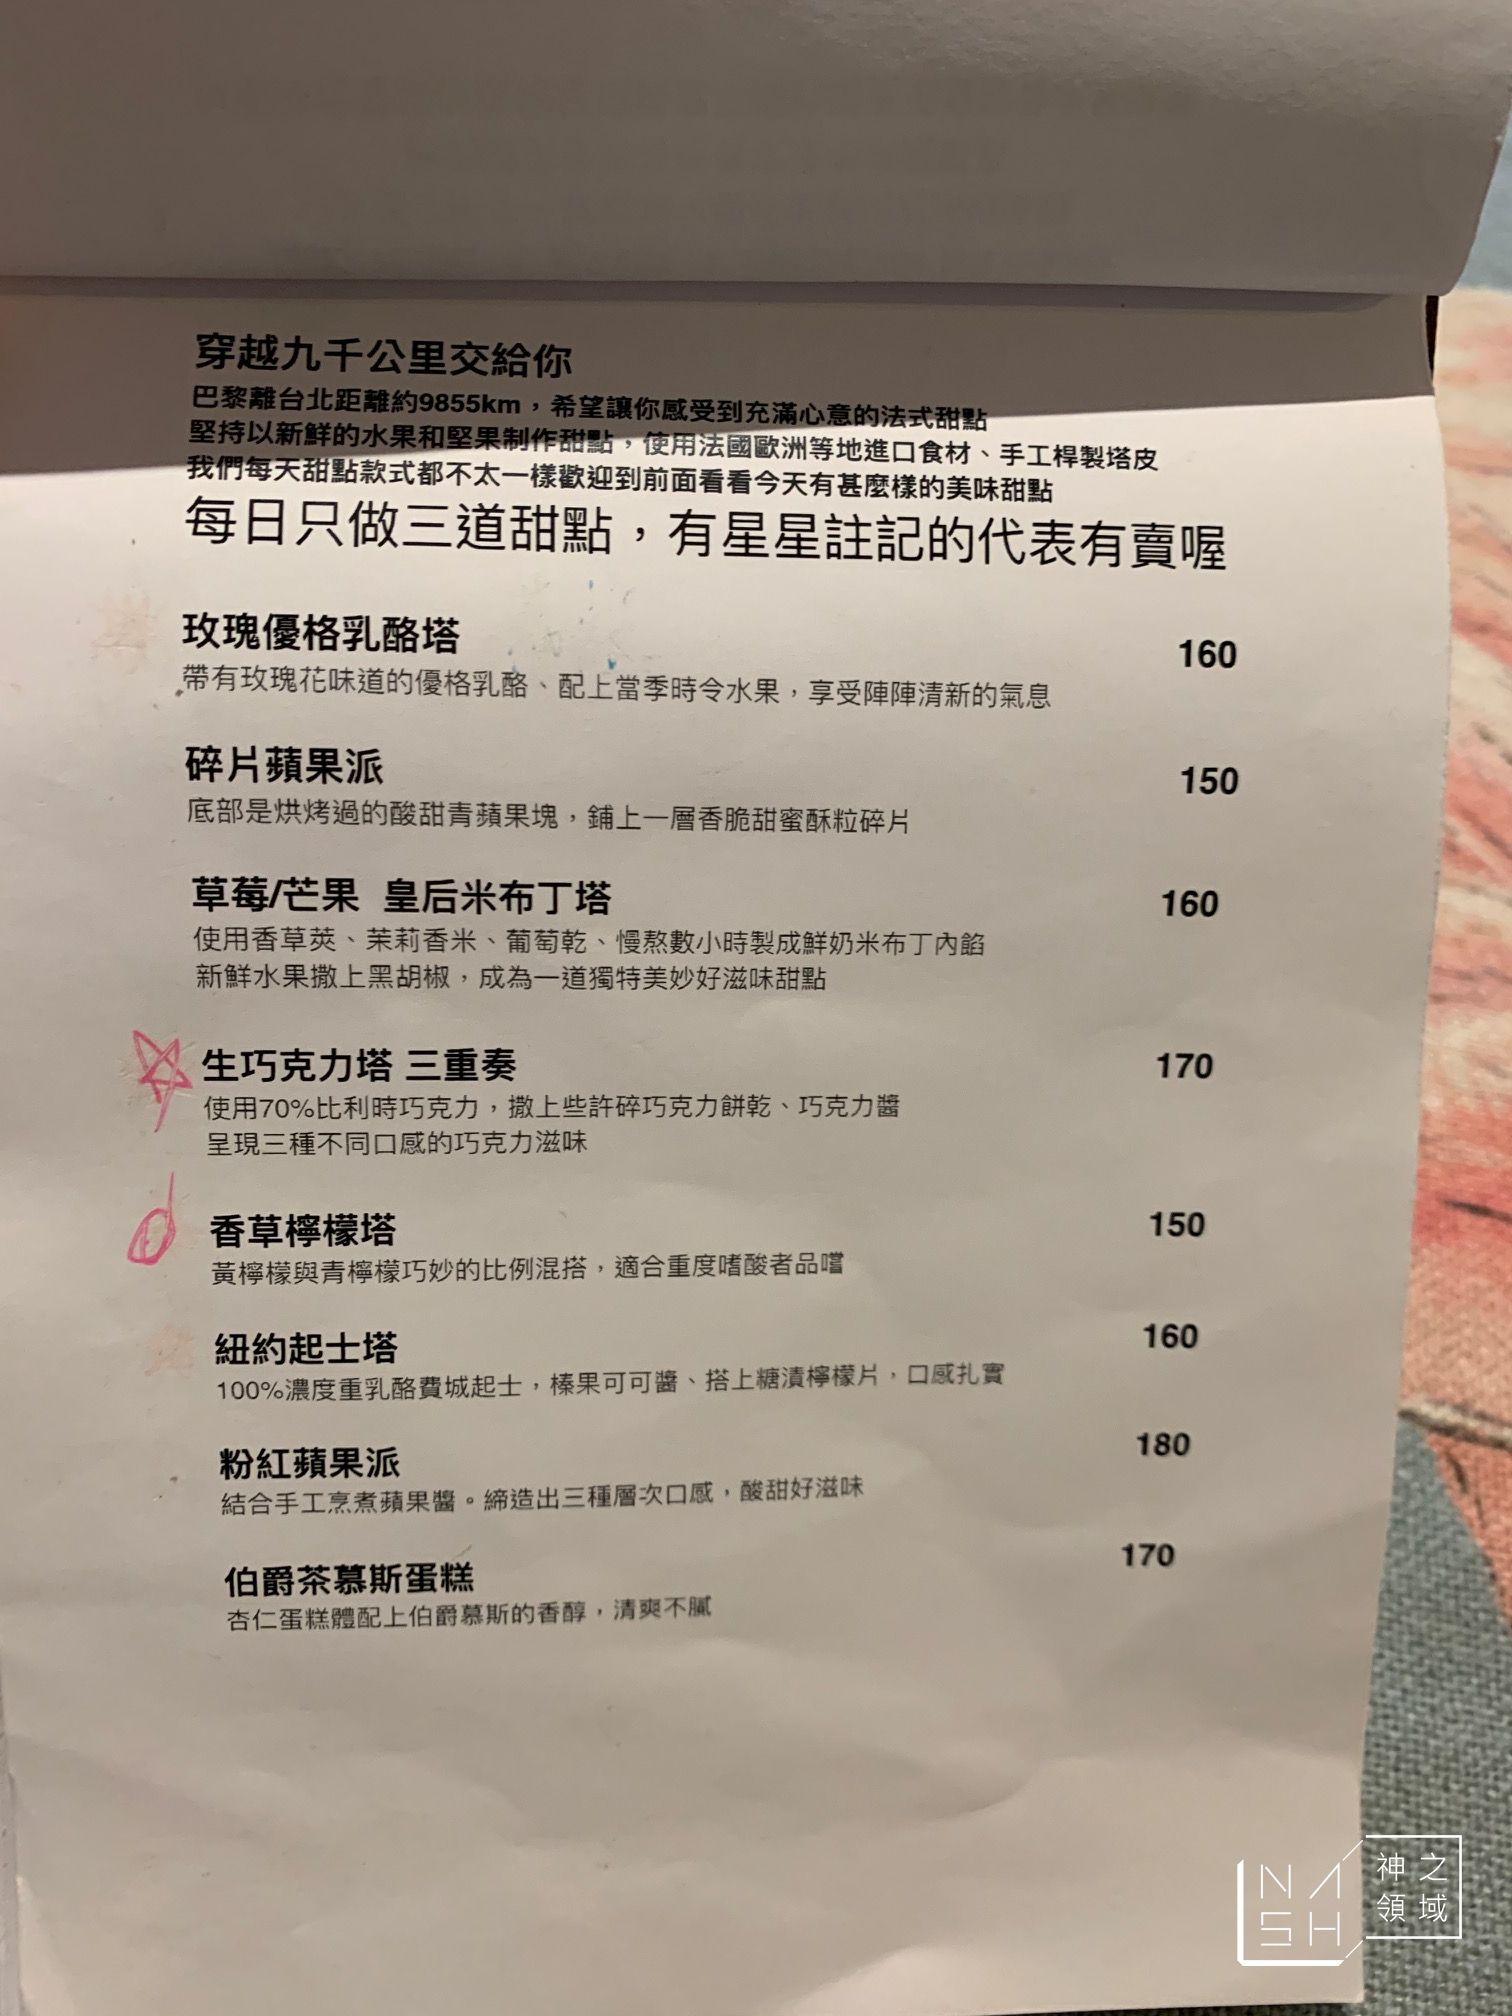 穿越九千公里交給你
巴黎離台北距離約9855km，希望讓你感受到充滿心意的法式甜點
堅持以新鮮的水果和堅果制作甜點，使用法國歐洲等地進口食材、手工桿製塔皮
我們每天甜點款式都不太一樣歡迎到前面看看今天有甚麼樣的美味甜點
每日只做三道甜點，有星星註記的代表有賣喔
玫瑰優格乳酪塔 160
帶有玫瑰花味道的優格乳酪、配上當季時令水果，享受陣陣清新的氣息
碎片蘋果派 150
底部是烘烤過的酸甜青蘋果塊，鋪上一層香脆甜蜜酥粒碎片
草莓/芒果 皇后米布丁塔 160
使用香草莢、茉莉香米、葡萄乾、慢熬數小時製成鮮奶米布丁內餡
新鮮水果撒上黑胡椒，成為一道獨特美妙好滋味甜點
生巧克力塔 三重奏 170
使用70%比利時巧克力，撒上些許碎巧克力餅乾、巧克力醬
呈現三種不同口感的巧克力滋味
香草檸檬塔 150
黃檸檬與青檸檬巧妙的比例混搭，適合重度嗜酸者品嚐
紐約起士塔 160
100%濃度重乳酪費城起士，榛果可可醬、搭上糖漬檸檬片，口感扎實
粉紅蘋果派 180
結合手工烹煮蘋果醬。締造出三種層次口感，酸甜好滋味
伯爵茶慕斯蛋糕 170
杏仁蛋糕體配上伯爵慕斯的香醇，清爽不膩
NASH
神之
領域